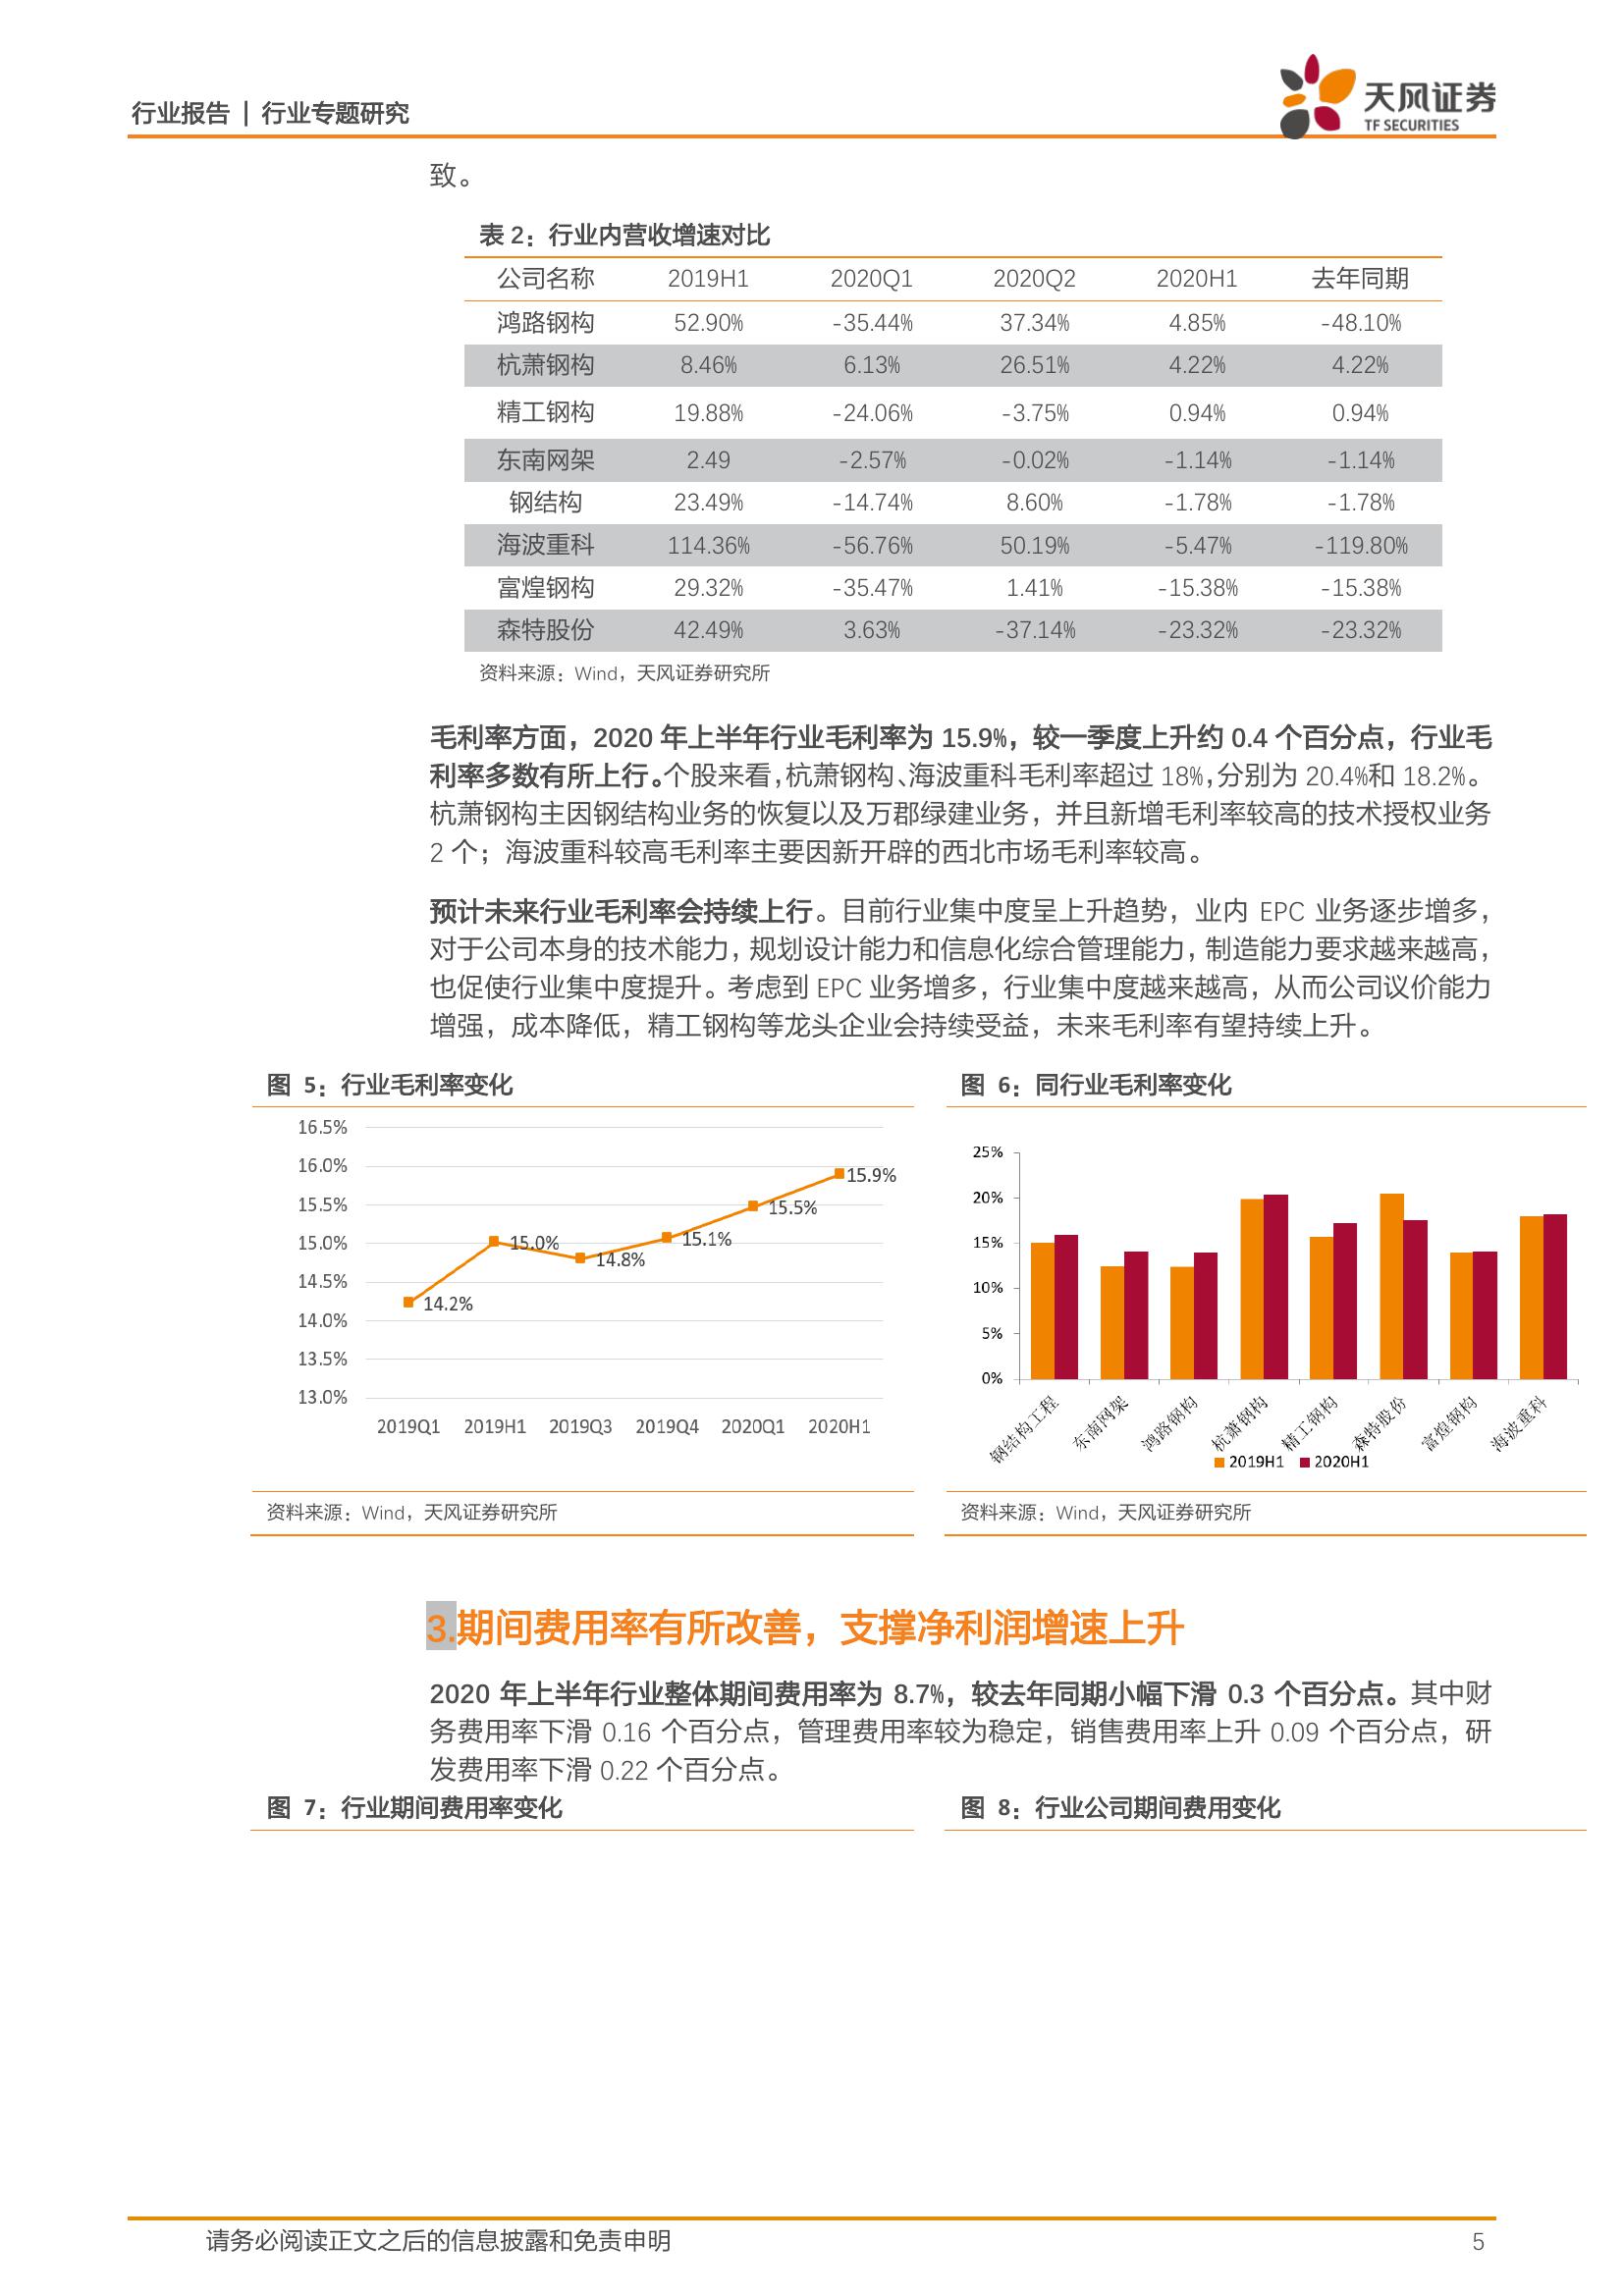 行业报告 | 行业专题研究
天风证券
TF SECURITIES
致。
表 2：行业内营收增速对比
公司名称 2019H1 2020Q1 2020Q2 2020H1 去年同期
鸿路钢构 52.90% -35.44% 37.34% 4.85% -48.10%
杭萧钢构 8.46% 6.13% 26.51% 4.22% 4.22%
精工钢构 19.88% -24.06% -3.75% 0.94% 0.94%
东南网架 2.49 -2.57% -0.02% -1.14% -1.14%
钢结构 23.49% -14.74% 8.60% -1.78% -1.78%
海波重科 114.36% -56.76% 50.19% -5.47% -119.80%
富煌钢构 29.32% -35.47% 1.41% -15.38% -15.38%
森特股份 42.49% 3.63% -37.14% -23.32% -23.32%
资料来源：Wind，天风证券研究所
毛利率方面，2020 年上半年行业毛利率为 15.9%，较一季度上升约 0.4 个百分点，行业毛
利率多数有所上行。个股来看，杭萧钢构、海波重科毛利率超过 18%，分别为 20.4%和 18.2%。
杭萧钢构主因钢结构业务的恢复以及万郡绿建业务，并且新增毛利率较高的技术授权业务
2 个；海波重科较高毛利率主要因新开辟的西北市场毛利率较高。
预计未来行业毛利率会持续上行。目前行业集中度呈上升趋势，业内 EPC 业务逐步增多，
对于公司本身的技术能力，规划设计能力和信息化综合管理能力，制造能力要求越来越高，
也促使行业集中度提升。考虑到 EPC 业务增多，行业集中度越来越高，从而公司议价能力
增强，成本降低，精工钢构等龙头企业会持续受益，未来毛利率有望持续上升。
图 5：行业毛利率变化
16.5%
16.0%
15.5%
15.0%
14.5%
14.0%
13.5%
13.0%
14.2%
15.0%
14.8%
15.1%
15.5%
15.9%
2019Q1 2019H1 2019Q3 2019Q4 2020Q1 2020H1
资料来源：Wind，天风证券研究所
图 6：同行业毛利率变化
25%
20%
15%
10%
5%
0%
钢结构工程 东南网架 鸿路钢构 杭萧钢构 精工钢构 森特股份 富煌钢构 海波重科
2019H1 2020H1
资料来源：Wind，天风证券研究所
3.期间费用率有所改善，支撑净利润增速上升
2020 年上半年行业整体期间费用率为 8.7%，较去年同期小幅下滑 0.3 个百分点。其中财
务费用率下滑 0.16 个百分点，管理费用率较为稳定，销售费用率上升 0.09 个百分点，研
发费用率下滑 0.22 个百分点。
图 7：行业期间费用率变化
图 8：行业公司期间费用变化
请务必阅读正文之后的信息披露和免责申明
5